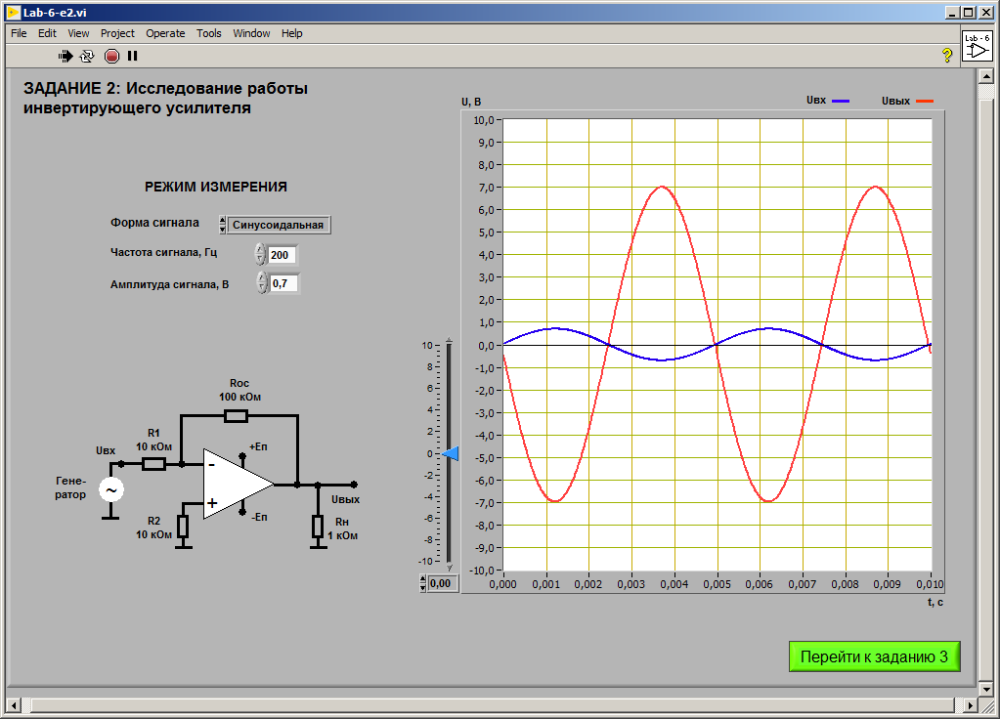 Lab-6-e2.vi
File Edit View Project Operate Tools Window Help
Lab - 6
?
ЗАДАНИЕ 2: Исследование работы
инвертирующего усилителя
РЕЖИМ ИЗМЕРЕНИЯ
Форма сигнала Синусоидальная
Частота сигнала, Гц 200
Амплитуда сигнала, В 0,7
Rос
100 кОм
R1
10 кОм
Uвх
+Еп
-
Гене-
ратор
~
+
Uвых
-Еп
R2
10 кОм
Rн
1 кОм
10
8
6
4
2
0
-2
-4
-6
-8
-10
0,00
U, В
Uвх Uвых
10,0
9,0
8,0
7,0
6,0
5,0
4,0
3,0
2,0
1,0
0,0
-1,0
-2,0
-3,0
-4,0
-5,0
-6,0
-7,0
-8,0
-9,0
-10,0
0,000 0,001 0,002 0,003 0,004 0,005 0,006 0,007 0,008 0,009 0,010
t, с
Перейти к заданию 3